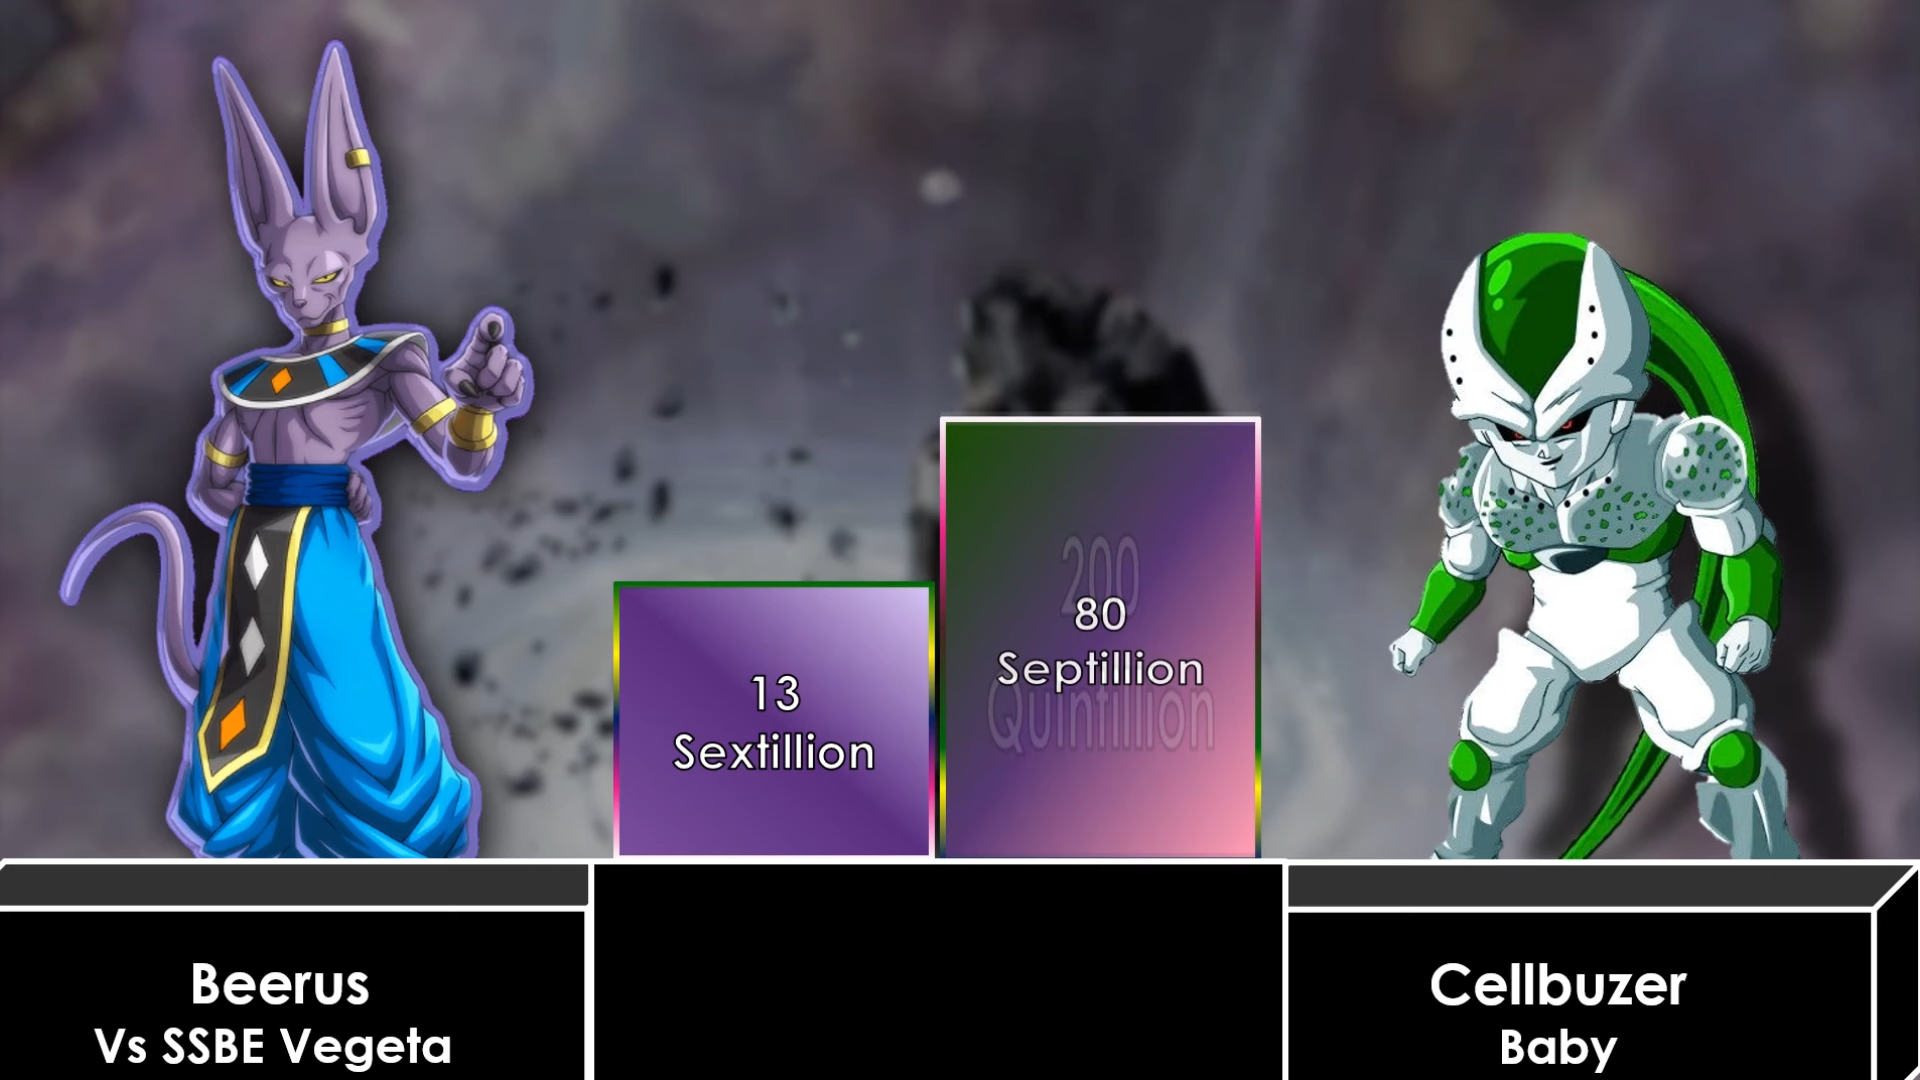 13
Sextillion
200
80
Septillion
Quintillion
Beerus
Vs SSBE Vegeta
Cellbuzer
Baby